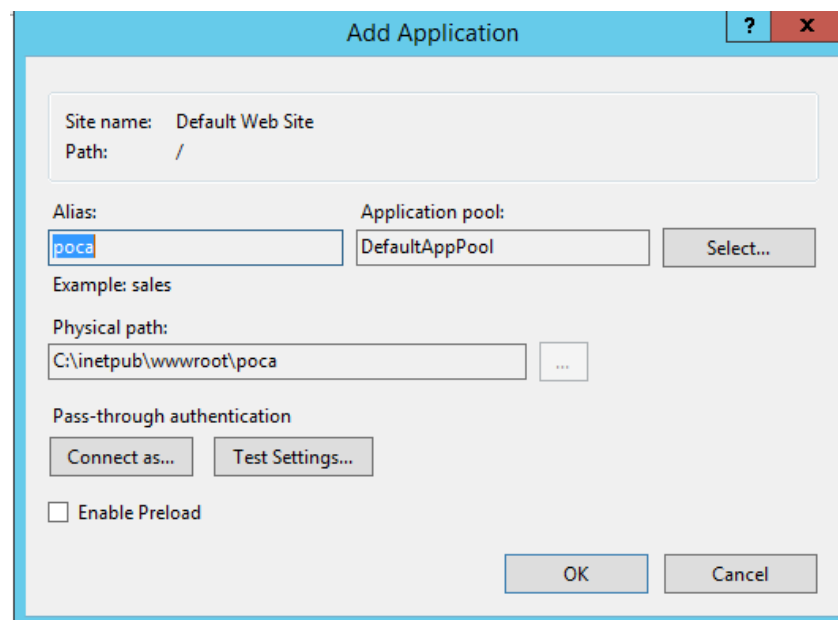 Add Application
?
x
Site name: Default Web Site
Path: /
Alias:
Application pool:
poca
DefaultAppPool
Select...
Example: sales
Physical path:
C:\inetpub\wwwroot\poca
...
Pass-through authentication
Connect as...
Test Settings...
Enable Preload
OK
Cancel